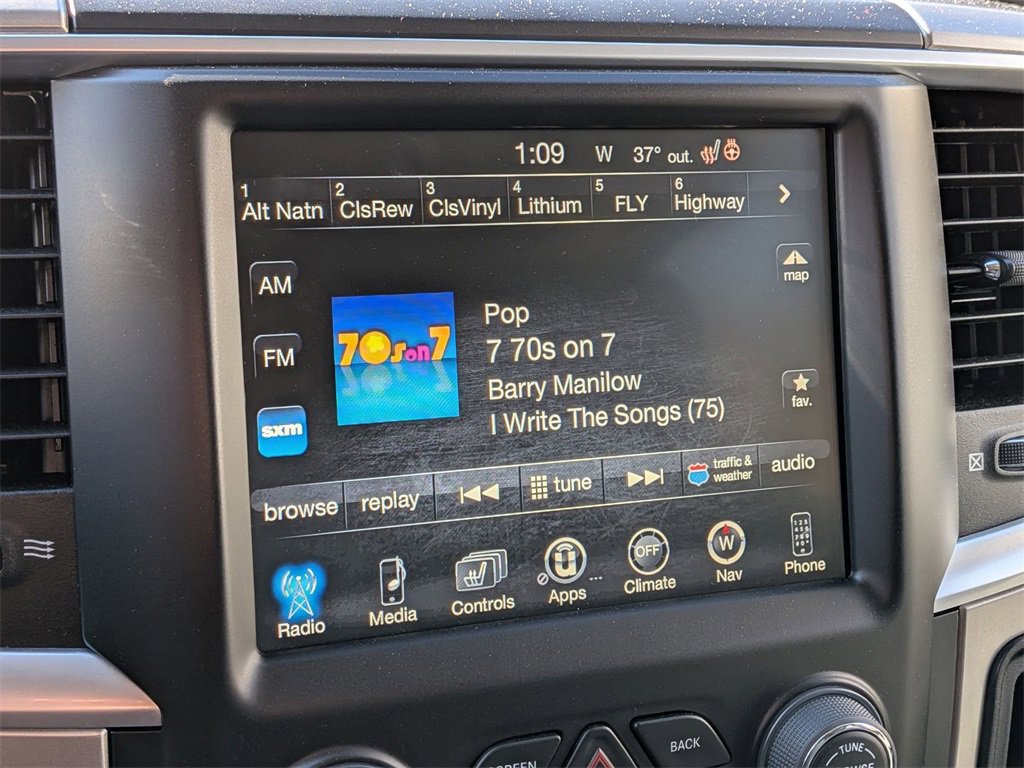 1:09 W 37° out.
1 Alt Natn 2 ClsRew 3 ClsVinyl 4 Lithium 5 FLY 6 Highway >
AM
map
70s on 7
Pop
7 70s on 7
FM
Barry Manilow
fav.
sxm
I Write The Songs (75)
browse replay tune traffic & weather audio
OFF W
Radio Media Controls Apps ... Climate Nav Phone
SCREEN
BACK
TUNE
BROWSE